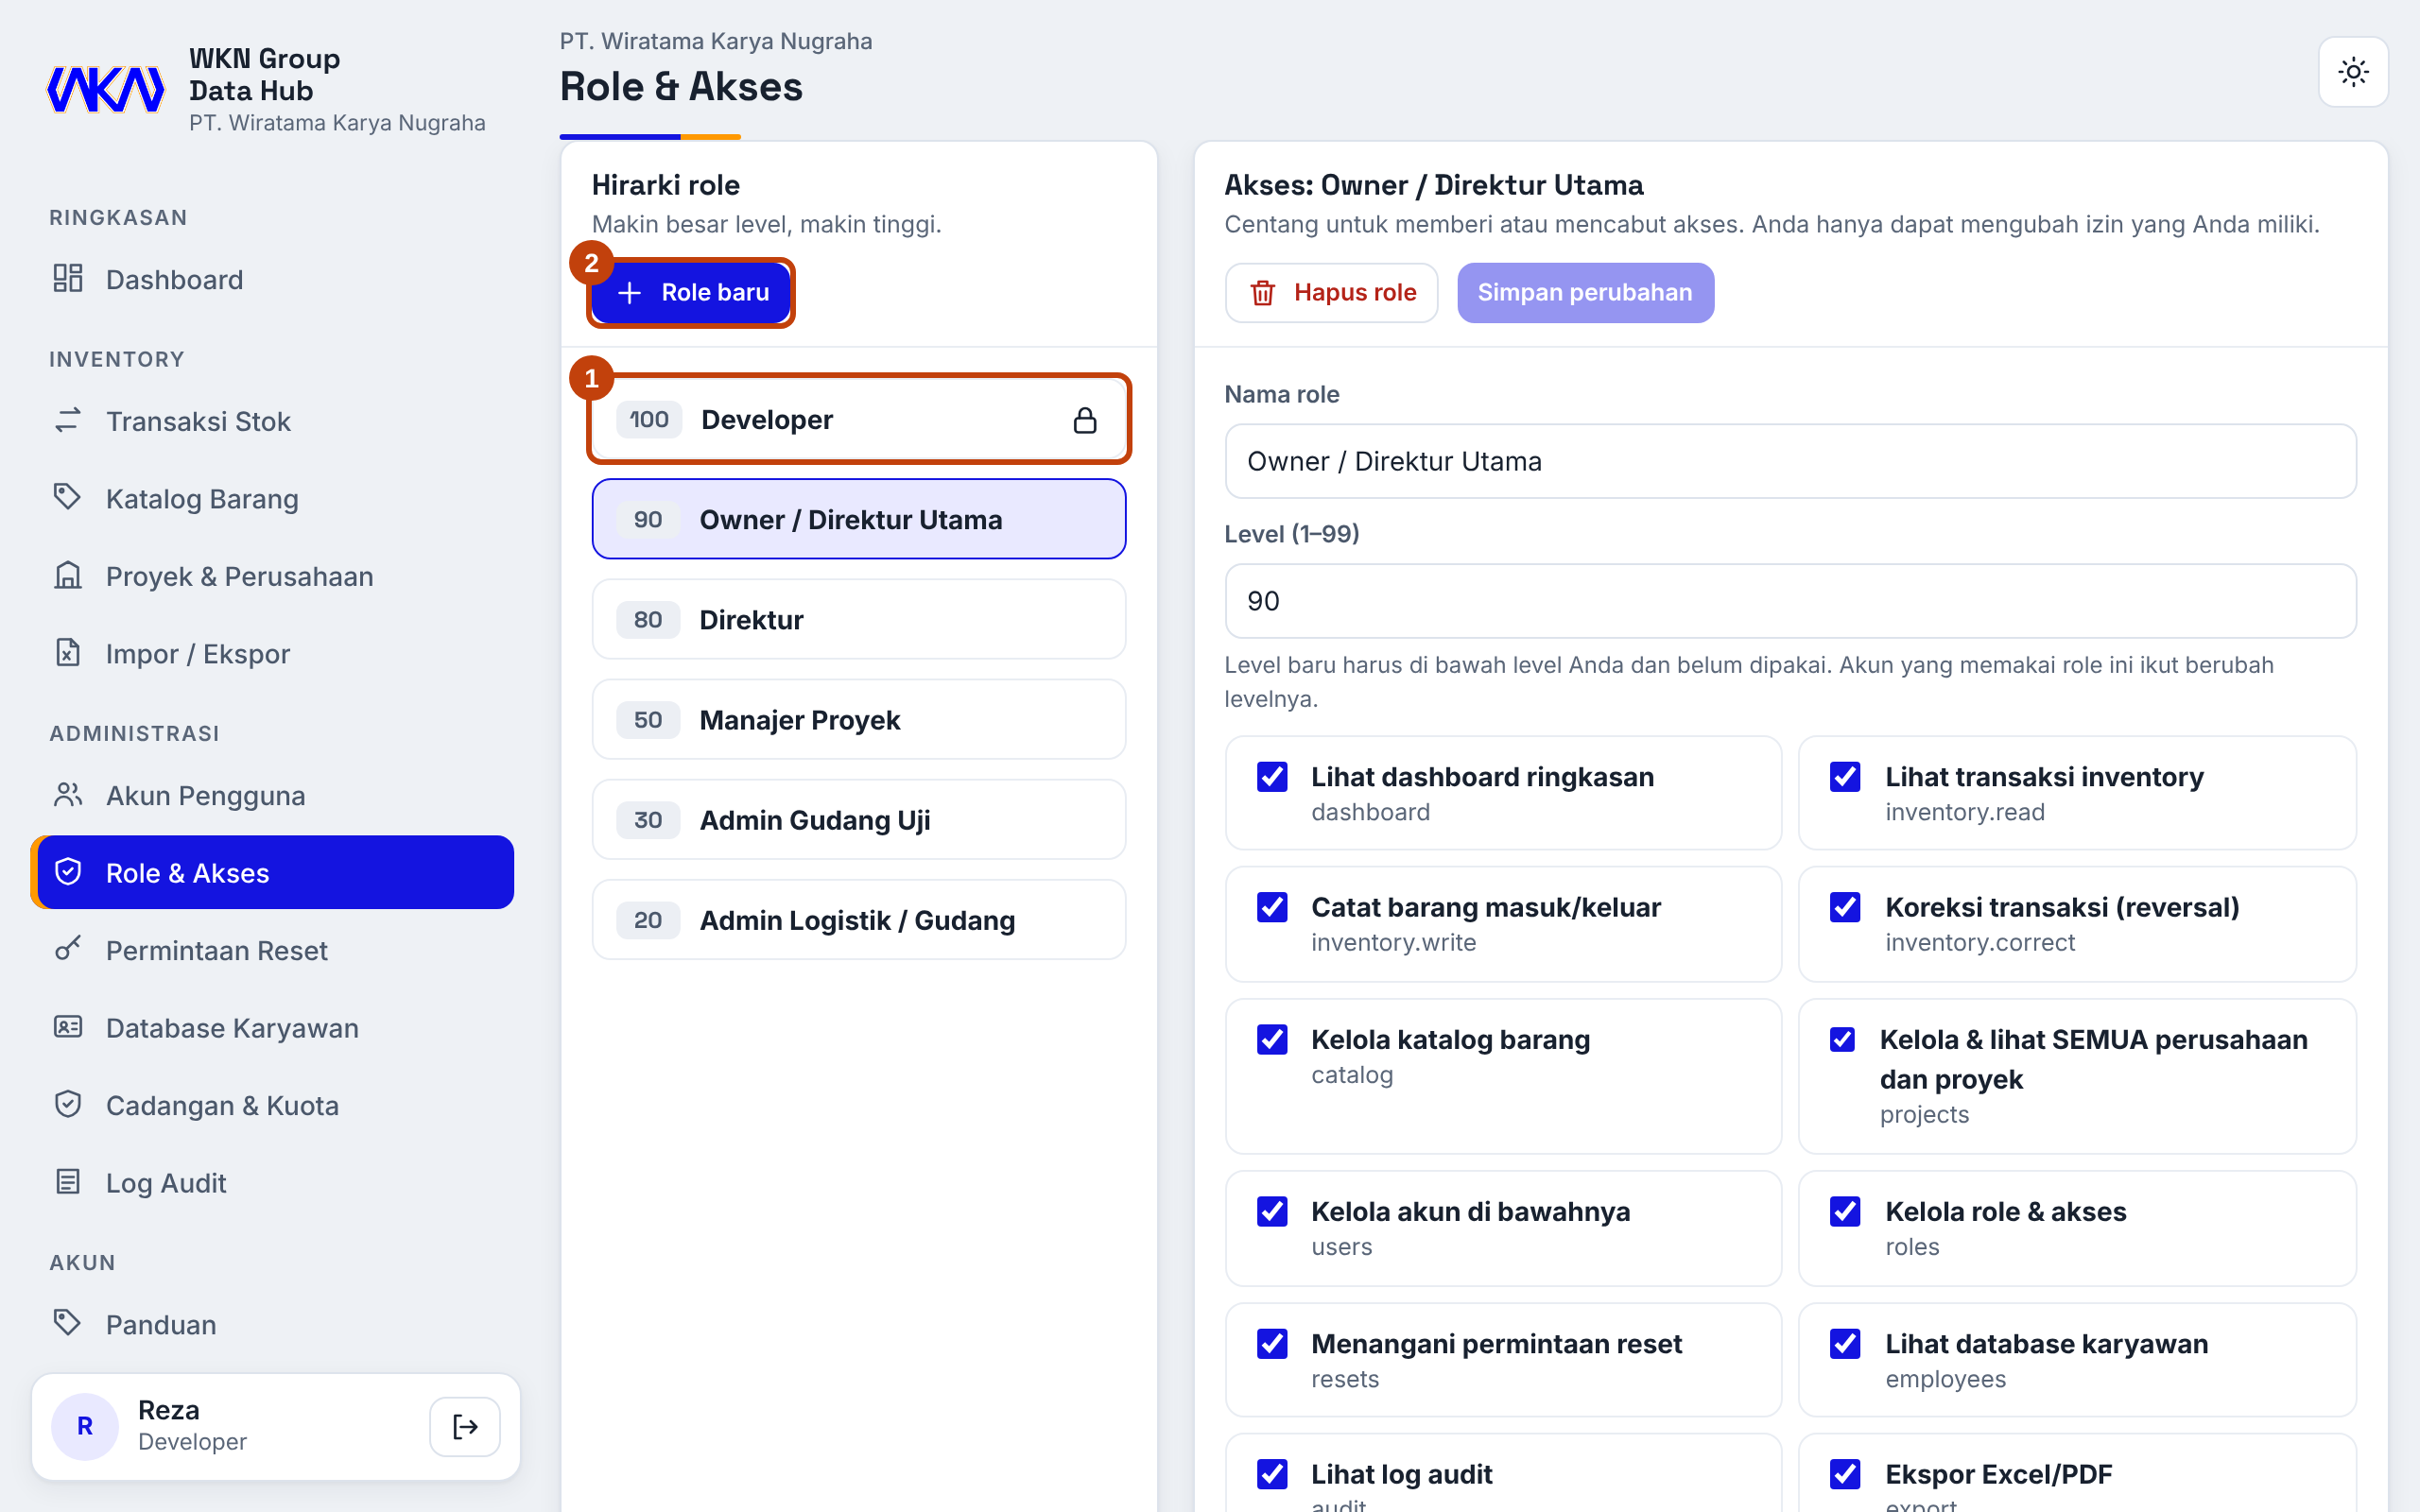 WKN
WKN Group
Data Hub
PT. Wiratama Karya Nugraha
RINGKASAN
Dashboard
INVENTORY
Transaksi Stok
Katalog Barang
Proyek & Perusahaan
Impor / Ekspor
ADMINISTRASI
Akun Pengguna
Role & Akses
Permintaan Reset
Database Karyawan
Cadangan & Kuota
Log Audit
AKUN
Panduan
R
Reza
Developer
PT. Wiratama Karya Nugraha
Role & Akses
Hirarki role
Makin besar level, makin tinggi.
2
Role baru
1
100 Developer
90 Owner / Direktur Utama
80 Direktur
50 Manajer Proyek
30 Admin Gudang Uji
20 Admin Logistik / Gudang
Akses: Owner / Direktur Utama
Centang untuk memberi atau mencabut akses. Anda hanya dapat mengubah izin yang Anda miliki.
Hapus role
Simpan perubahan
Nama role
Owner / Direktur Utama
Level (1–99)
90
Level baru harus di bawah level Anda dan belum dipakai. Akun yang memakai role ini ikut berubah
levelnya.
Lihat dashboard ringkasan
dashboard
Lihat transaksi inventory
inventory.read
Catat barang masuk/keluar
inventory.write
Koreksi transaksi (reversal)
inventory.correct
Kelola katalog barang
catalog
Kelola & lihat SEMUA perusahaan
dan proyek
projects
Kelola akun di bawahnya
users
Kelola role & akses
roles
Menangani permintaan reset
resets
Lihat database karyawan
employees
Lihat log audit
audit
Ekspor Excel/PDF
export